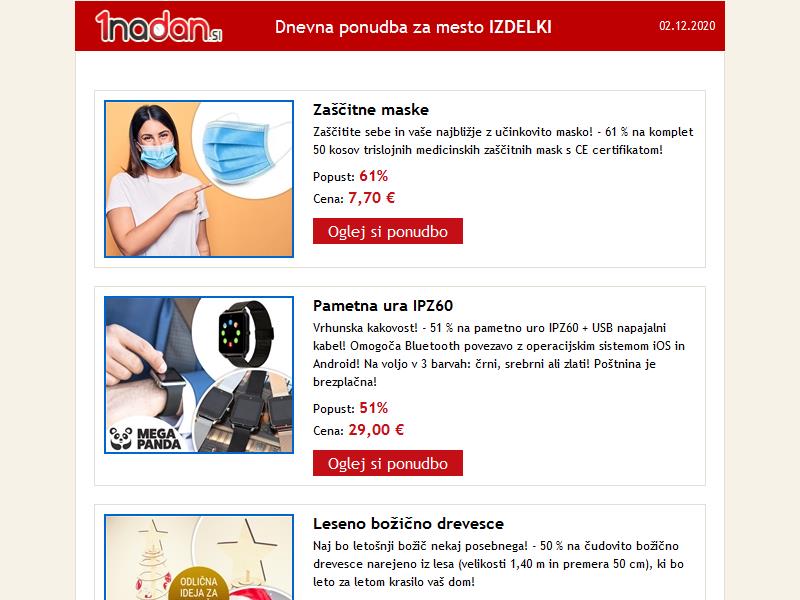 1nadan.SI
Dnevna ponudba za mesto IZDELKI
02.12.2020
Zaščitne maske
Zaščitite sebe in vaše najbližje z učinkovito masko! - 61 % na komplet
50 kosov trislojnih medicinskih zaščitnih mask s CE certifikatom!
Popust: 61%
Cena: 7,70 €
Oglej si ponudbo
MEGA
PANDA
Pametna ura IPZ60
Vrhunska kakovost! - 51 % na pametno uro IPZ60 + USB napajalni
kabel! Omogoča Bluetooth povezavo z operacijskim sistemom iOS in
Android! Na voljo v 3 barvah: črni, srebrni ali zlati! Poštnina je
brezplačna!
Popust: 51%
Cena: 29,00 €
Oglej si ponudbo
ODLIČNA
IDEJA ZA
Leseno božično drevesce
Naj bo letošnji božič nekaj posebnega! - 50 % na čudovito božično
drevesce narejeno iz lesa (velikosti 1,40 m in premera 50 cm), ki bo
leto za letom krasilo vaš dom!